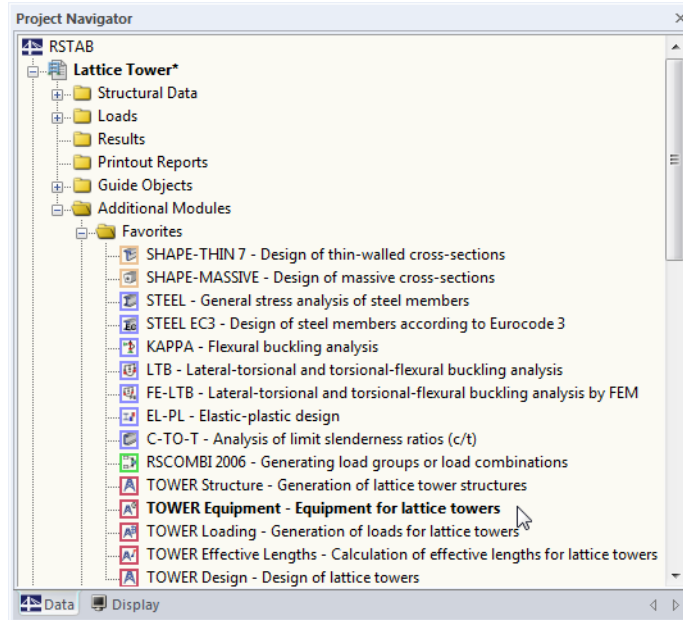 Project Navigator
RSTAB
Lattice Tower*
Structural Data
Loads
Results
Printout Reports
Guide Objects
Additional Modules
Favorites
SHAPE-THIN 7 - Design of thin-walled cross-sections
SHAPE-MASSIVE - Design of massive cross-sections
STEEL - General stress analysis of steel members
STEEL EC3 - Design of steel members according to Eurocode 3
KAPPA - Flexural buckling analysis
LTB - Lateral-torsional and torsional-flexural buckling analysis
FE-LTB - Lateral-torsional and torsional-flexural buckling analysis by FEM
EL-PL - Elastic-plastic design
C-TO-T - Analysis of limit slenderness ratios (c/t)
RSCOMBI 2006 - Generating load groups or load combinations
TOWER Structure - Generation of lattice tower structures
TOWER Equipment - Equipment for lattice towers
TOWER Loading - Generation of loads for lattice towers
TOWER Effective Lengths - Calculation of effective lengths for lattice towers
TOWER Design - Design of lattice towers
Data Display